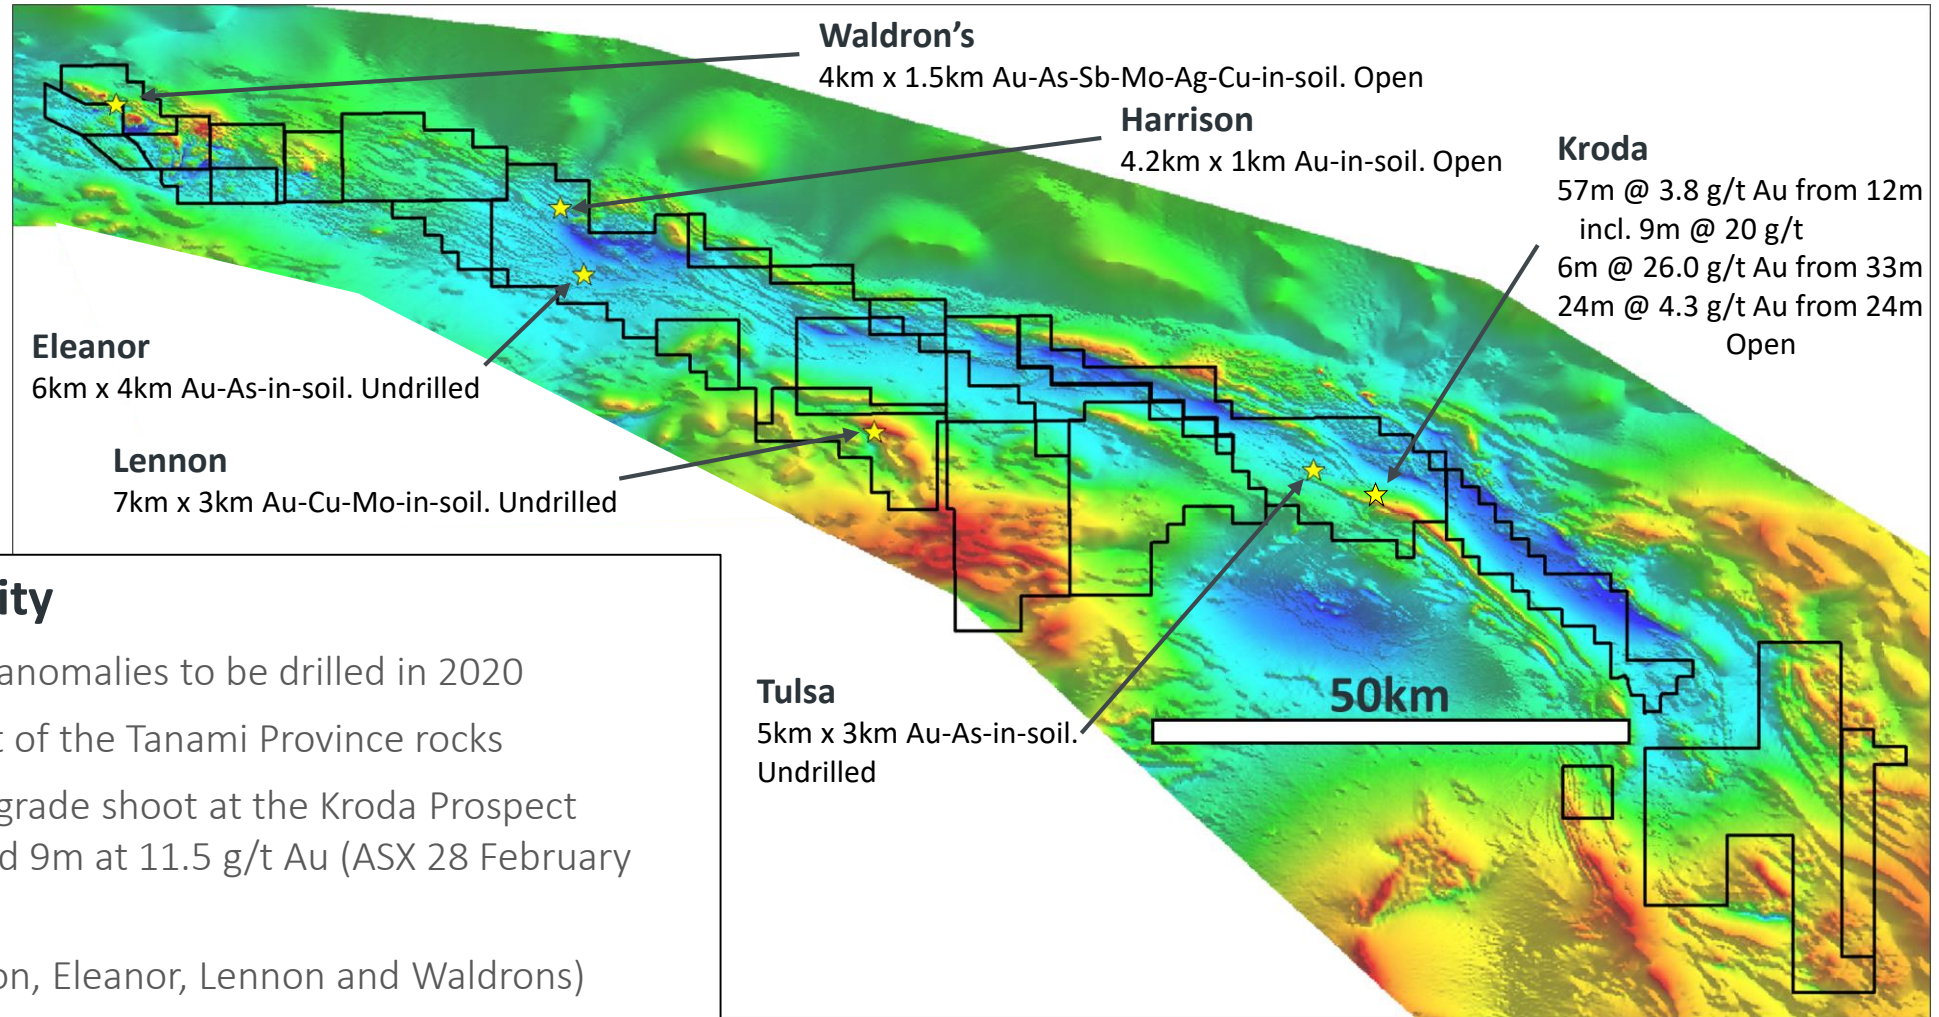 Waldron's
4km x 1.5km Au-As-Sb-Mo-Ag-Cu-in-soil. Open
Harrison
4.2km x 1km Au-in-soil. Open
Kroda
57m @ 3.8 g/t Au from 12m
incl. 9m @ 20 g/t
6m @ 26.0 g/t Au from 33m
24m @ 4.3 g/t Au from 24m
Open
Eleanor
6km x 4km Au-As-in-soil. Undrilled
Lennon
7km x 3km Au-Cu-Mo-in-soil. Undrilled
Tulsa
5km x 3km Au-As-in-soil.
Undrilled
50km
ity
anomalies to be drilled in 2020
t of the Tanami Province rocks
grade shoot at the Kroda Prospect
d 9m at 11.5 g/t Au (ASX 28 February
on, Eleanor, Lennon and Waldrons)